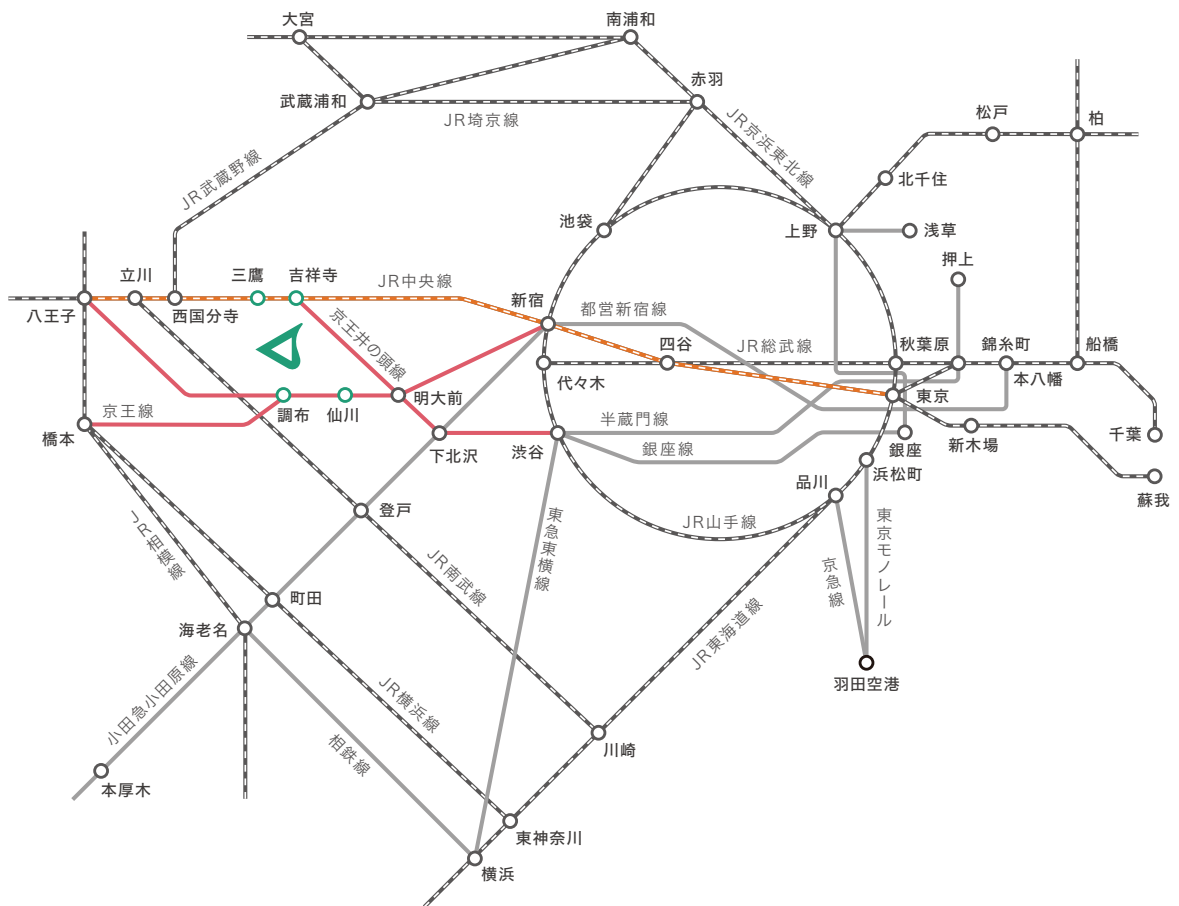 大宮
南浦和
赤羽
武蔵浦和
JR埼京線
JR京浜東北線
松戸
柏
JR武蔵野線
北千住
池袋
上野
浅草
押上
立川
三鷹
吉祥寺
JR中央線
新宿
都営新宿線
八王子
西国分寺
京王井の頭線
四谷
JR総武線
秋葉原
錦糸町
船橋
代々木
本八幡
東京
京王線
調布
仙川
明大前
半蔵門線
橋本
下北沢
渋谷
銀座線
銀座
新木場
千葉
浜松町
品川
蘇我
登戸
JR山手線
JR相模線
東急東横線
東京モノレール
JR南武線
京急線
町田
海老名
JR東海道線
羽田空港
小田急小田原線
JR横浜線
相鉄線
川崎
本厚木
東神奈川
横浜